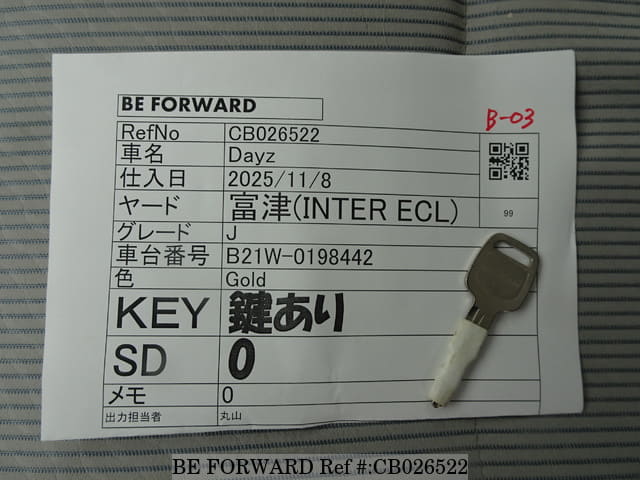 BE FORWARD
B-03
RefNo CB026522
車名 Dayz
仕入日 2025/11/8
ヤード 富津(INTER ECL)
99
グレード J
車台番号 B21W-0198442
色 Gold
KEY 鍵あり
SD 0
メモ 0
出力担当者 丸山
BE FORWARD Ref #:CB026522